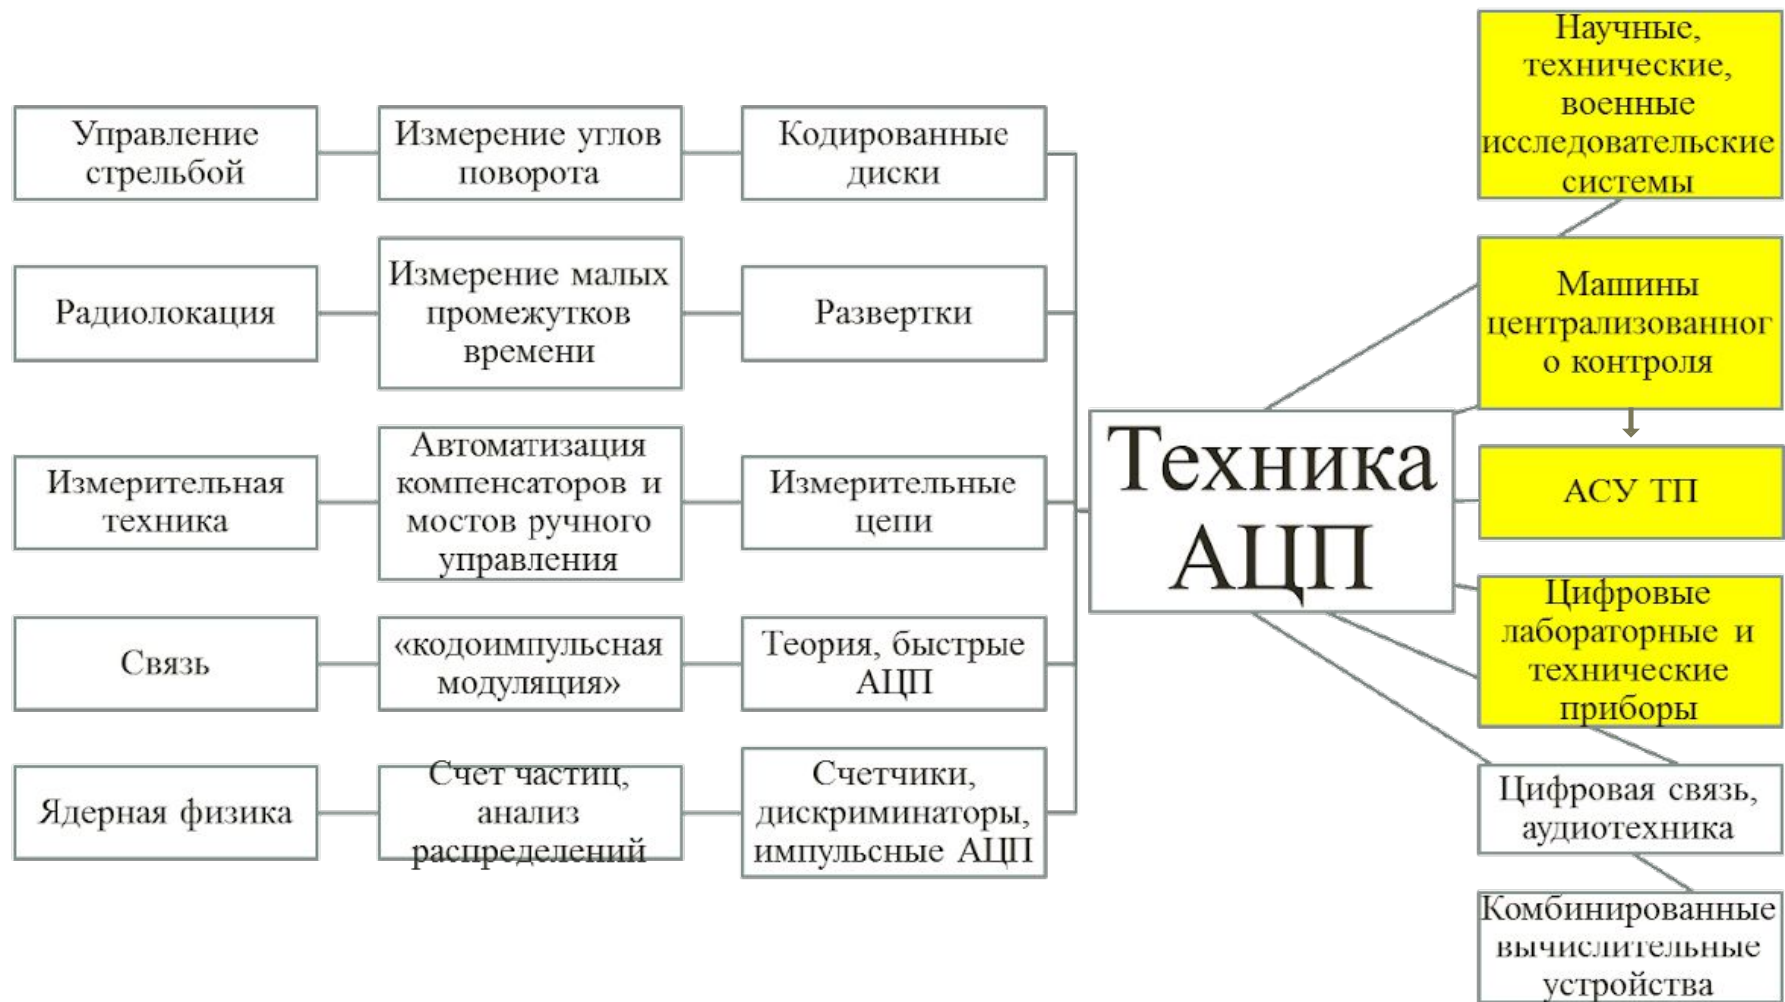 Управление
стрельбой
Измерение углов
поворота
Кодированные
диски
Радиолокация
Измерение малых
промежутков
времени
Развертки
Измерительная
техника
Автоматизация
компенсаторов и
мостов ручного
управления
Измерительные
цепи
Связь
«кодоимпульсная
модуляция»
Теория, быстрые
АЦП
Ядерная физика
Счет частиц,
анализ
распределений
Счетчики,
дискриминаторы,
импульсные АЦП
Техника
АЦП
Научные,
технические,
военные
исследовательские
системы
Машины
централизованног
о контроля
АСУ ТП
Цифровые
лабораторные и
технические
приборы
Цифровая связь,
аудиотехника
Комбинированные
вычислительные
устройства